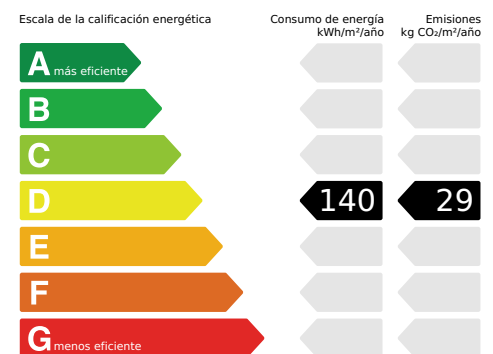 Escala de la calificación energética
Consumo de energía
kWh/m²/año
Emisiones
kg CO₂/m²/año
A más eficiente
B
C
D 140 29
E
F
G menos eficiente